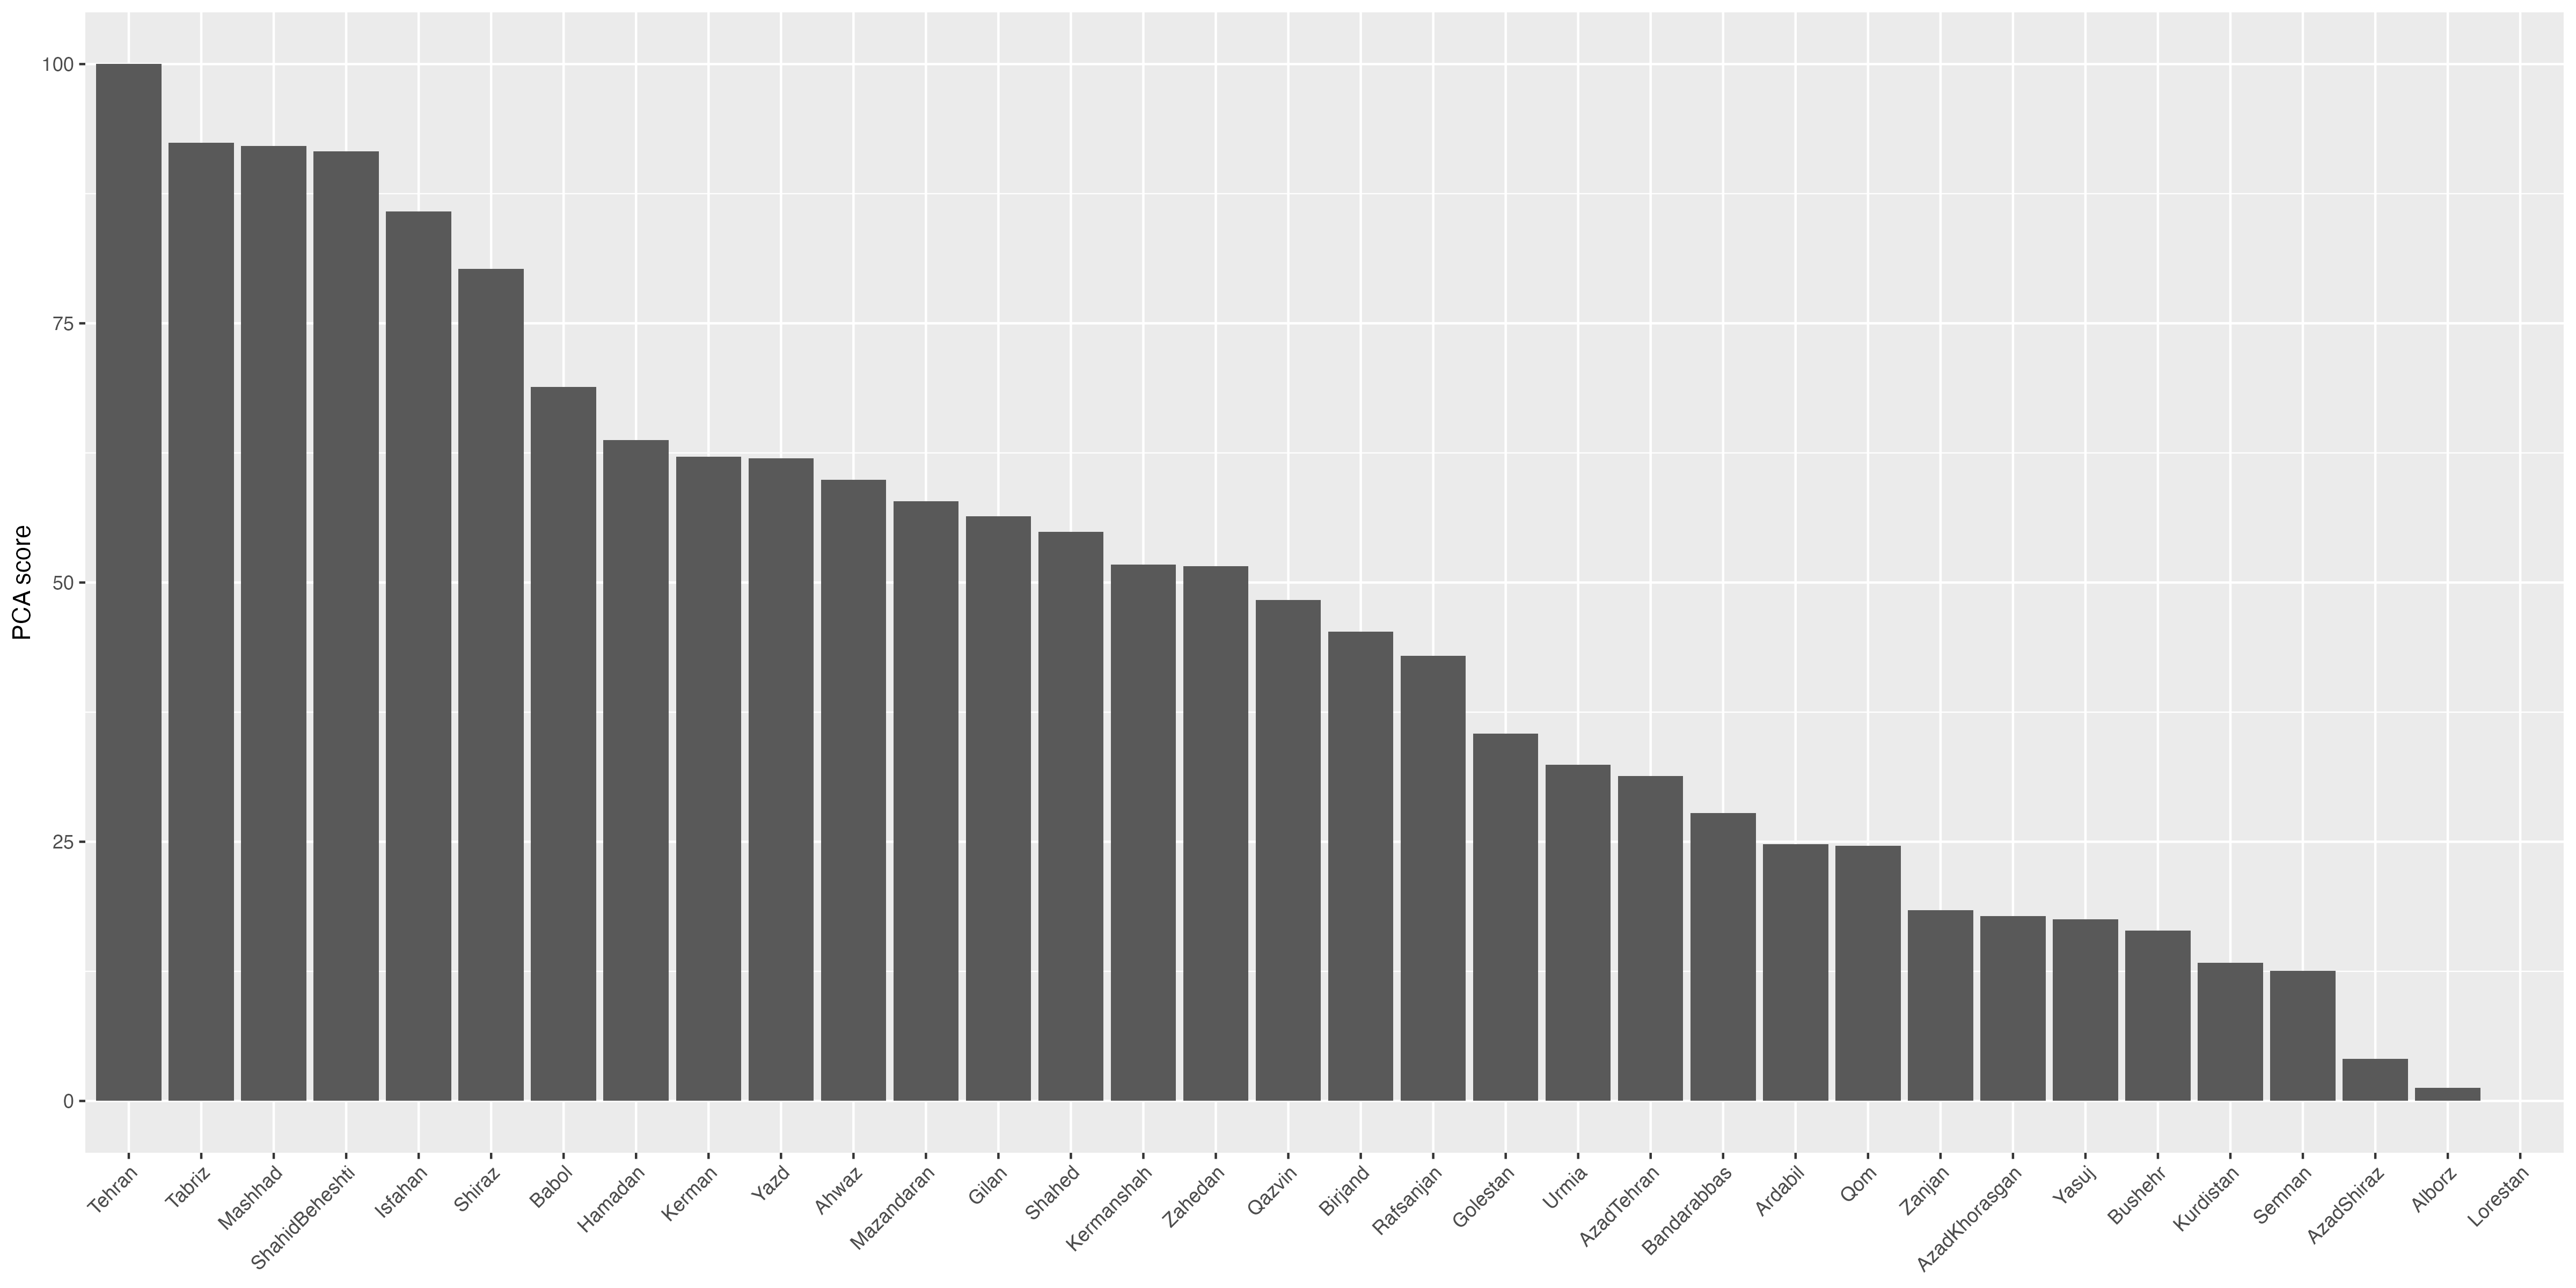 PCA score
100
75
50
25
0
Tehran
Tabriz
Mashhad
ShahidBeheshti
Isfahan
Shiraz
Babol
Hamadan
Kerman
Yazd
Ahwaz
Mazandaran
Gilan
Shahed
Kermanshah
Zahedan
Qazvin
Birjand
Rafsanjan
Golestan
Urmia
AzadTehran
Bandarabbas
Ardabil
Qom
Zanjan
AzadKhorasgan
Yasuj
Bushehr
Kurdistan
Semnan
AzadShiraz
Alborz
Lorestan